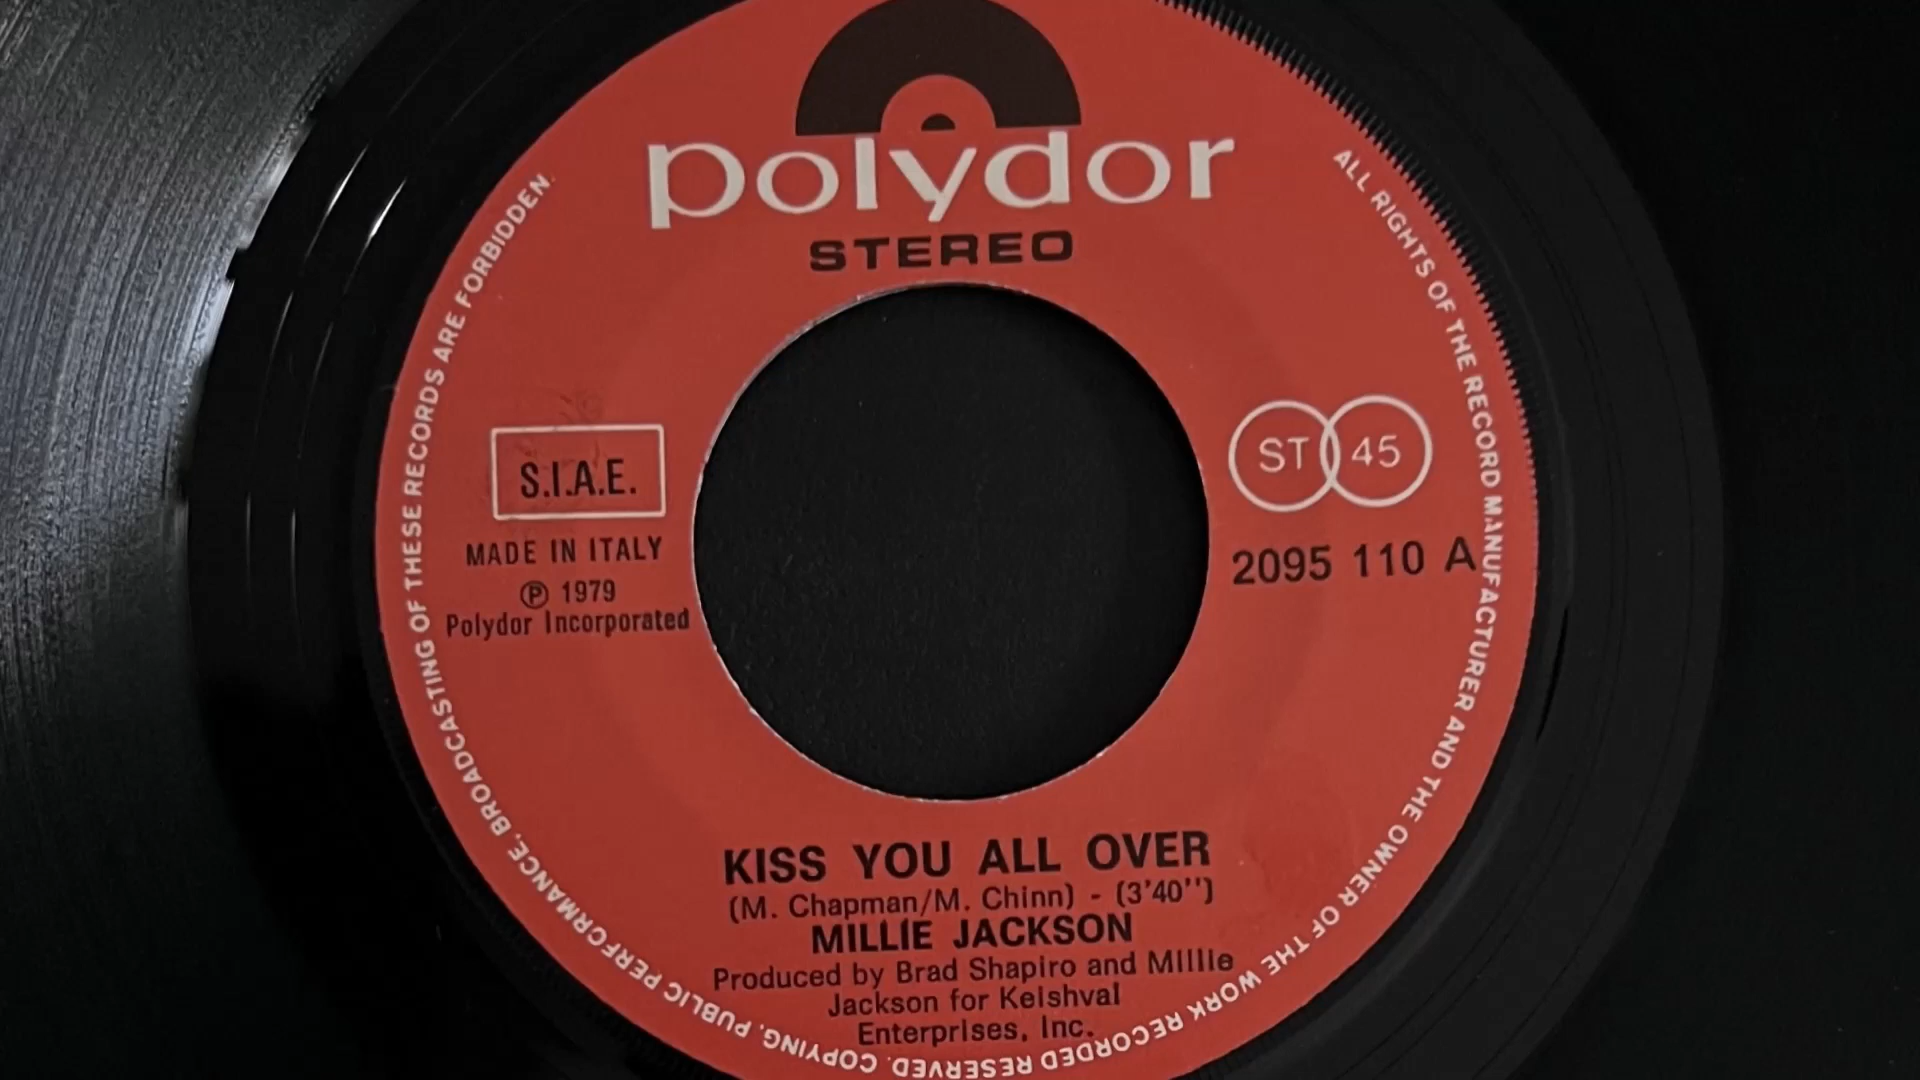 polydor
STEREO
ALL RIGHTS OF THE RECORD MANUFACTURER AND THE OWNER OF THE WORK RECORDED RESERVED. COPYING, PUBLIC PERFORMANCE, BROADCASTING OF THESE RECORDS ARE FORBIDDEN
S.I.A.E.
MADE IN ITALY
℗ 1979
Polydor Incorporated
ST 45
2095 110 A
KISS YOU ALL OVER
(M. Chapman/M. Chinn) - (3'40'')
MILLIE JACKSON
Produced by Brad Shapiro and Millie
Jackson for Keishval
Enterprises, Inc.